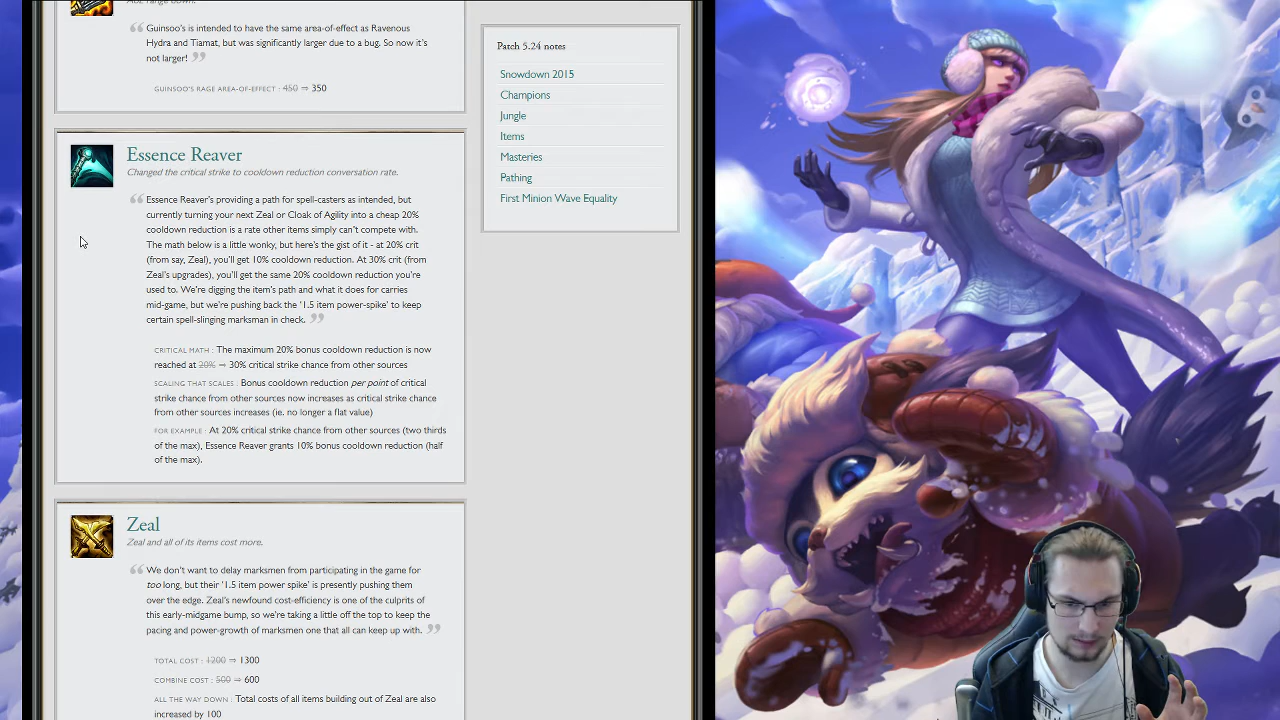 Guinsoo's is intended to have the same area-of-effect as Ravenous
Hydra and Tiamat, but was significantly larger due to a bug. So now it's
not larger!
GUINSOO'S RAGE AREA-OF-EFFECT : 450 ⇒ 350
Essence Reaver
Changed the critical strike to cooldown reduction converation rate.
Essence Reaver's providing a path for spell-casters as intended, but
currently turning your next Zeal or Cloak of Agility into a cheap 20%
cooldown reduction is a rate other items simply can't compete with.
The math below is a little wonky, but here's the gist of it - at 20% crit
(from say, Zeal), you'll get 10% cooldown reduction. At 30% crit (from
Zeal's upgrades), you'll get the same 20% cooldown reduction you're
used to. We're digging the item's path and what it does for carries
mid-game, but we're pushing back the '1.5 item power-spike' to keep
certain spell-slinging marksman in check.
CRITICAL MATH : The maximum 20% bonus cooldown reduction is now
reached at 20% ⇒ 30% critical strike chance from other sources
SCALING THAT SCALES : Bonus cooldown reduction per point of critical
strike chance from other sources now increases as critical strike chance
from other sources increases (ie. no longer a flat value)
FOR EXAMPLE : At 20% critical strike chance from other sources (two thirds
of the max), Essence Reaver grants 10% bonus cooldown reduction (half
of the max).
Zeal
Zeal and all of its items cost more.
We don't want to delay marksmen from participating in the game for
too long, but their '1.5 item power spike' is presently pushing them
over the edge. Zeal's newfound cost-efficiency is one of the culprits of
this early-midgame bump, so we're taking a little off the top to keep the
pacing and power-growth of marksmen one that all can keep up with.
TOTAL COST : 1200 ⇒ 1300
COMBINE COST : 500 ⇒ 600
ALL THE WAY DOWN : Total costs of all items building out of Zeal are also
increased by 100
Patch 5.24 notes
Snowdown 2015
Champions
Jungle
Items
Masteries
Pathing
First Minion Wave Equality